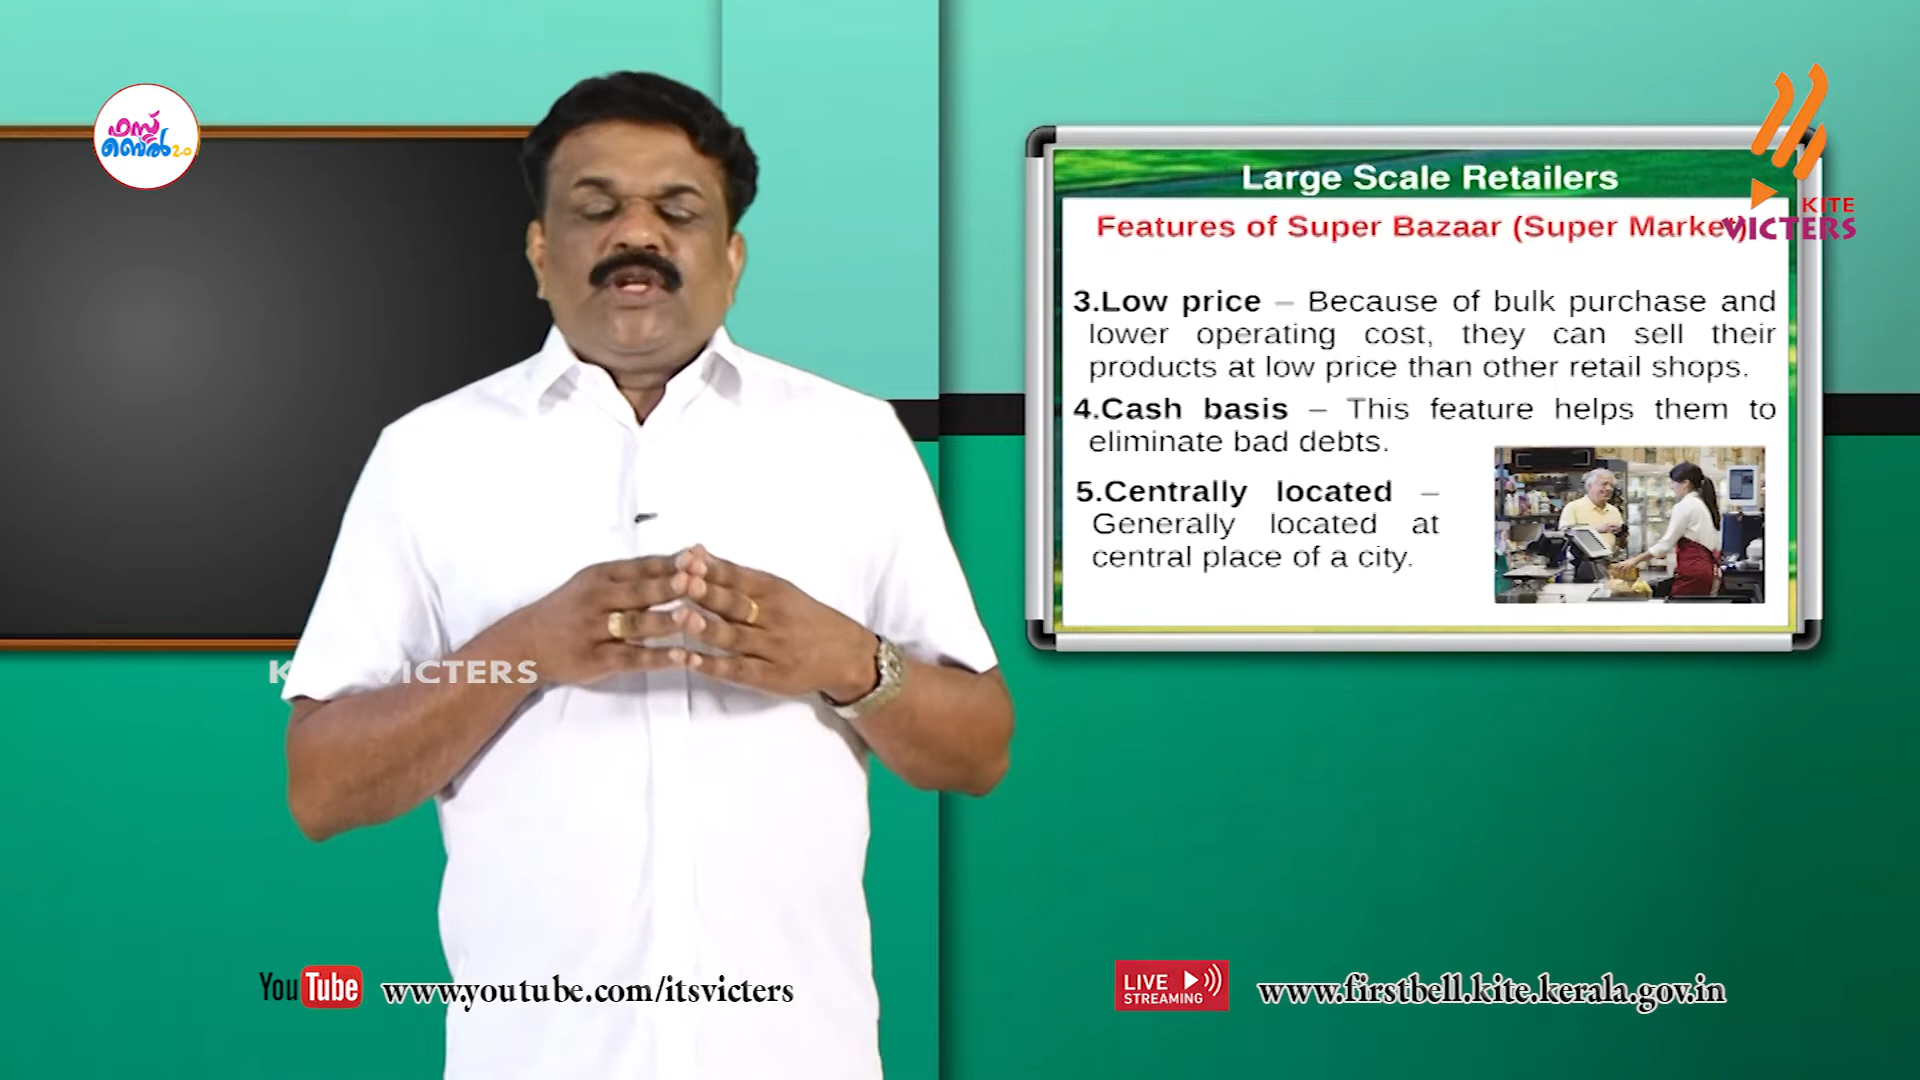 ഫസ്റ്റ്
ബെൽ 2.0
KITE
VICTERS
Large Scale Retailers
Features of Super Bazaar (Super Market)
3.Low price – Because of bulk purchase and
lower operating cost, they can sell their
products at low price than other retail shops.
4.Cash basis – This feature helps them to
eliminate bad debts.
5.Centrally located –
Generally located at
central place of a city.
VICTERS
YouTube www.youtube.com/itsvicters
LIVE
STREAMING
www.firstbell.kite.kerala.gov.in